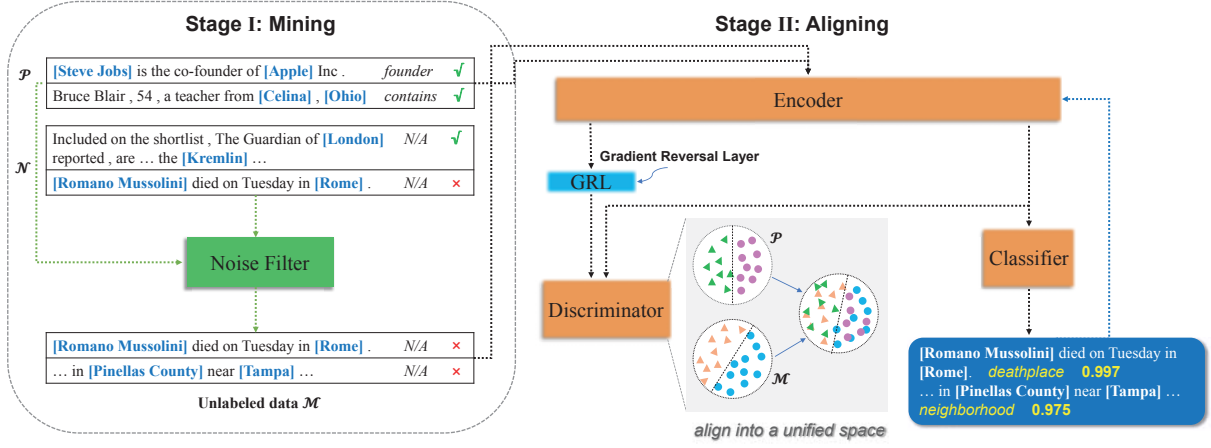 Stage I: Mining
𝒫
[Steve Jobs] is the co-founder of [Apple] Inc . founder √
Bruce Blair , 54 , a teacher from [Celina] , [Ohio] contains √
𝒩
Included on the shortlist , The Guardian of [London] N/A √
reported , are … the [Kremlin] …
[Romano Mussolini] died on Tuesday in [Rome] . N/A ×
Noise Filter
[Romano Mussolini] died on Tuesday in [Rome] . N/A ×
… in [Pinellas County] near [Tampa] … N/A ×
Unlabeled data ℳ
Stage II: Aligning
Encoder
Gradient Reversal Layer
GRL
Discriminator
𝒫
ℳ
align into a unified space
Classifier
[Romano Mussolini] died on Tuesday in
[Rome]. deathplace 0.997
… in [Pinellas County] near [Tampa] …
neighborhood 0.975